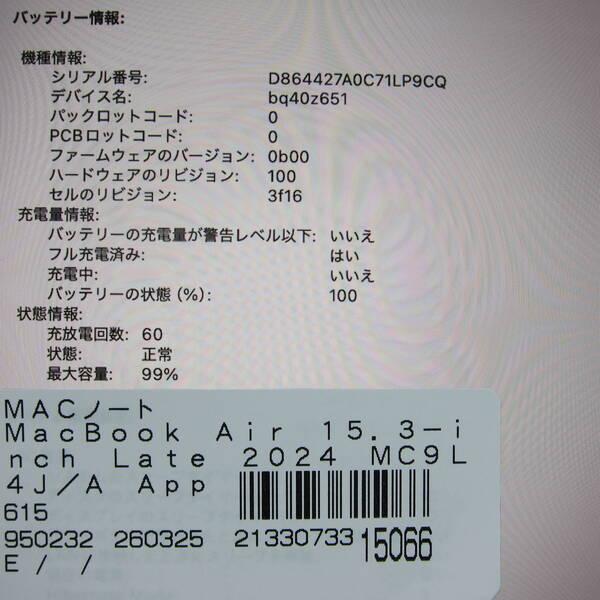 バッテリー情報:
機種情報:
シリアル番号: D864427A0C71LP9CQ
デバイス名: bq40z651
パックロットコード: 0
PCBロットコード: 0
ファームウェアのバージョン: 0b00
ハードウェアのリビジョン: 100
セルのリビジョン: 3f16
充電量情報:
バッテリーの充電量が警告レベル以下: いいえ
フル充電済み: はい
充電中: いいえ
バッテリーの状態（%）: 100
状態情報:
充放電回数: 60
状態: 正常
最大容量: 99%
MACノート
MacBook Air 15.3-i
nch Late 2024 MC9L
4J/A App
615
950232 260325 21330733 15066
E / /